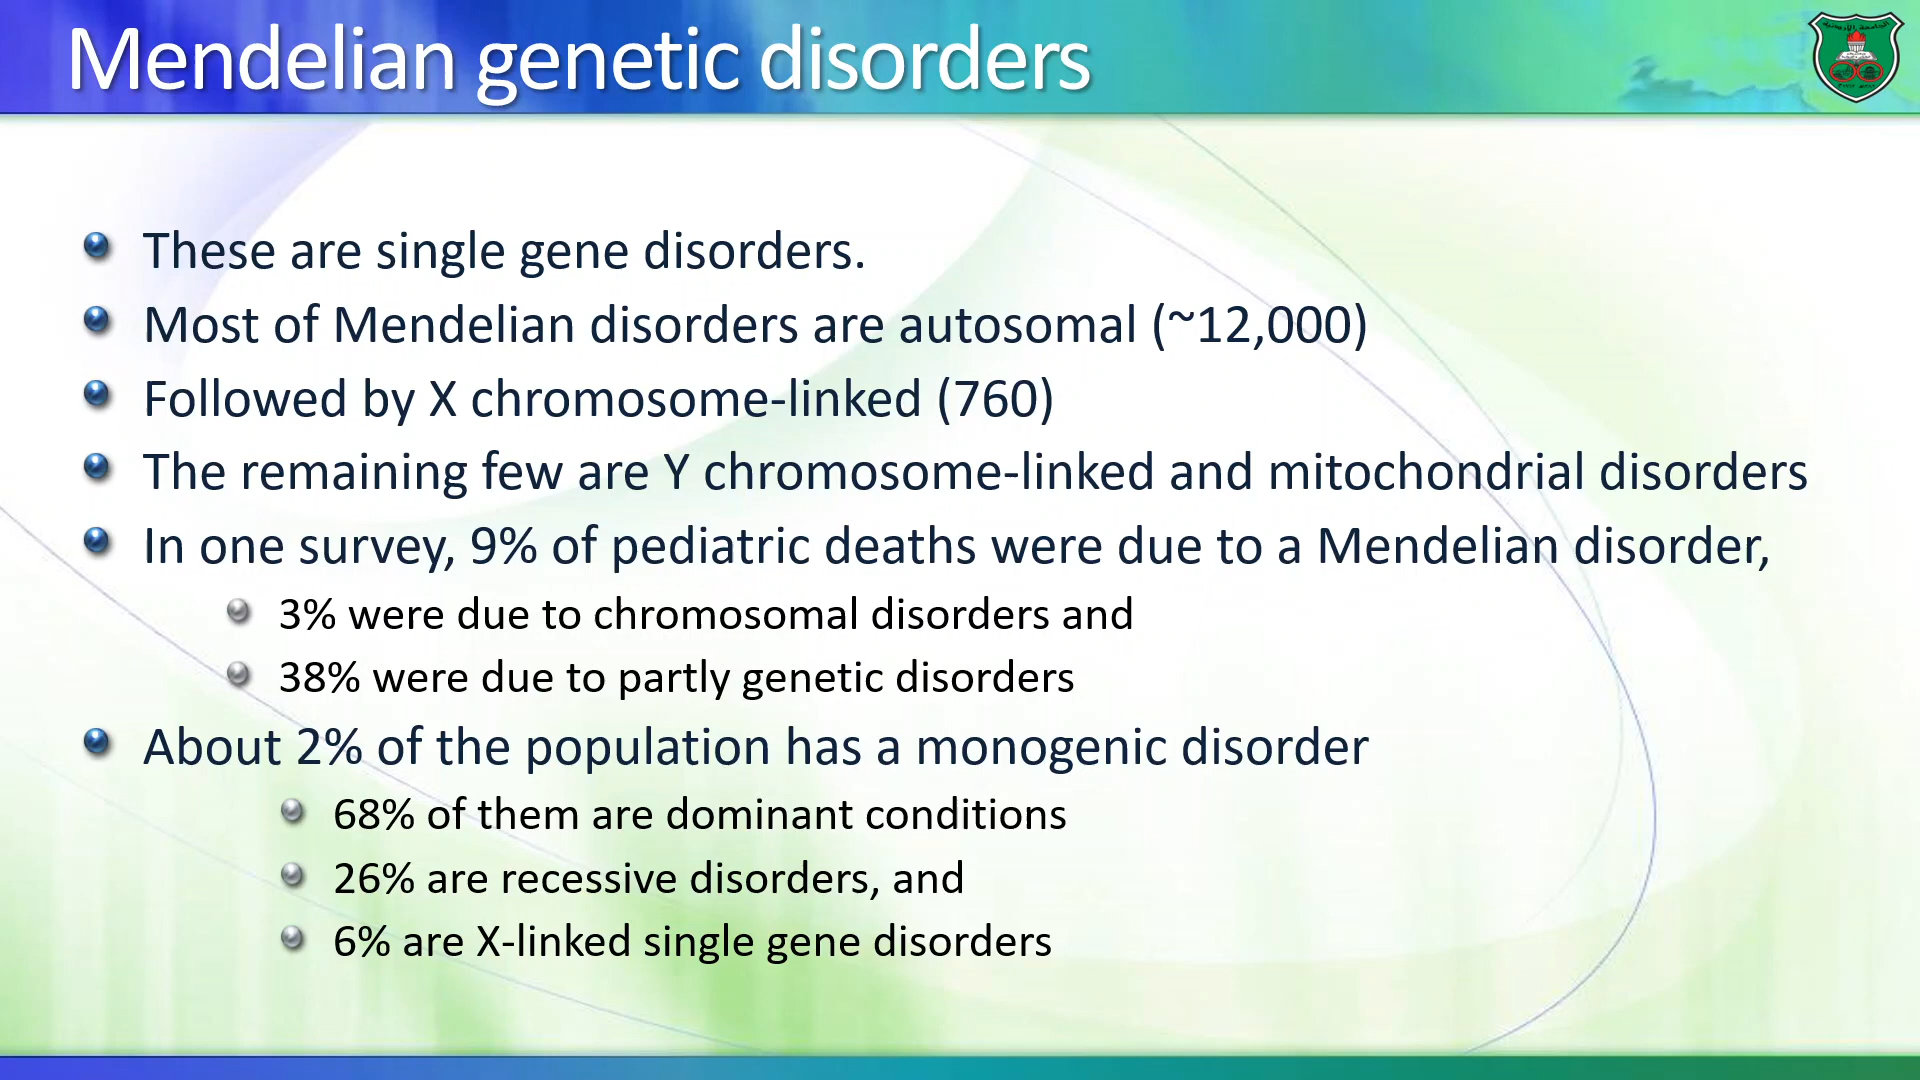 Mendelian genetic disorders
These are single gene disorders.
Most of Mendelian disorders are autosomal (~12,000)
Followed by X chromosome-linked (760)
The remaining few are Y chromosome-linked and mitochondrial disorders
In one survey, 9% of pediatric deaths were due to a Mendelian disorder,
3% were due to chromosomal disorders and
38% were due to partly genetic disorders
About 2% of the population has a monogenic disorder
68% of them are dominant conditions
26% are recessive disorders, and
6% are X-linked single gene disorders